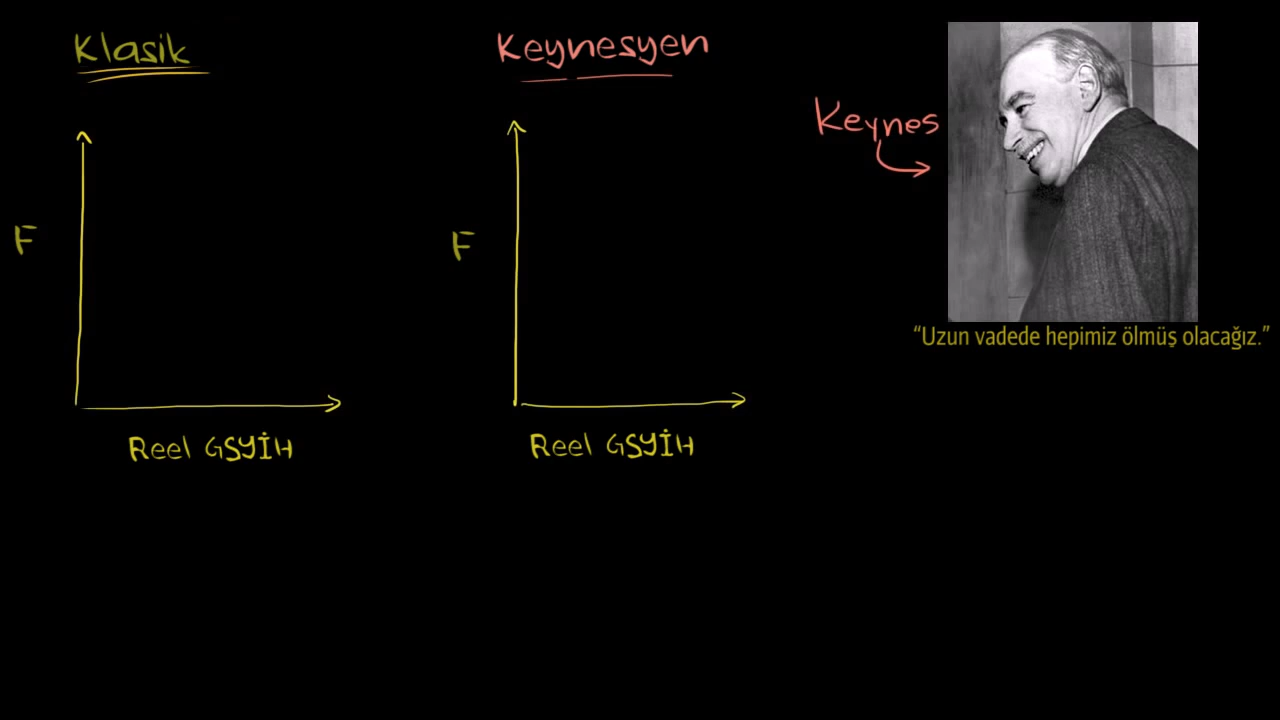 Klasik
Keynesyen
Keynes
F
F
“Uzun vadede hepimiz ölmüş olacağız.”
Reel GSYİH
Reel GSYİH